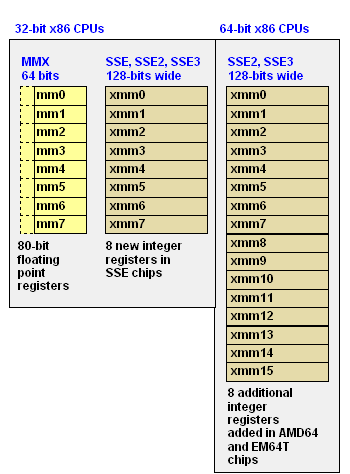 32-bit x86 CPUs
MMX
64 bits
mm0
mm1
mm2
mm3
mm4
mm5
mm6
mm7
80-bit
floating
point
registers
SSE, SSE2, SSE3
128-bits wide
xmm0
xmm1
xmm2
xmm3
xmm4
xmm5
xmm6
xmm7
8 new integer
registers in
SSE chips
64-bit x86 CPUs
SSE2, SSE3
128-bits wide
xmm0
xmm1
xmm2
xmm3
xmm4
xmm5
xmm6
xmm7
xmm8
xmm9
xmm10
xmm11
xmm12
xmm13
xmm14
xmm15
8 additional
integer
registers
added in AMD64
and EM64T
chips